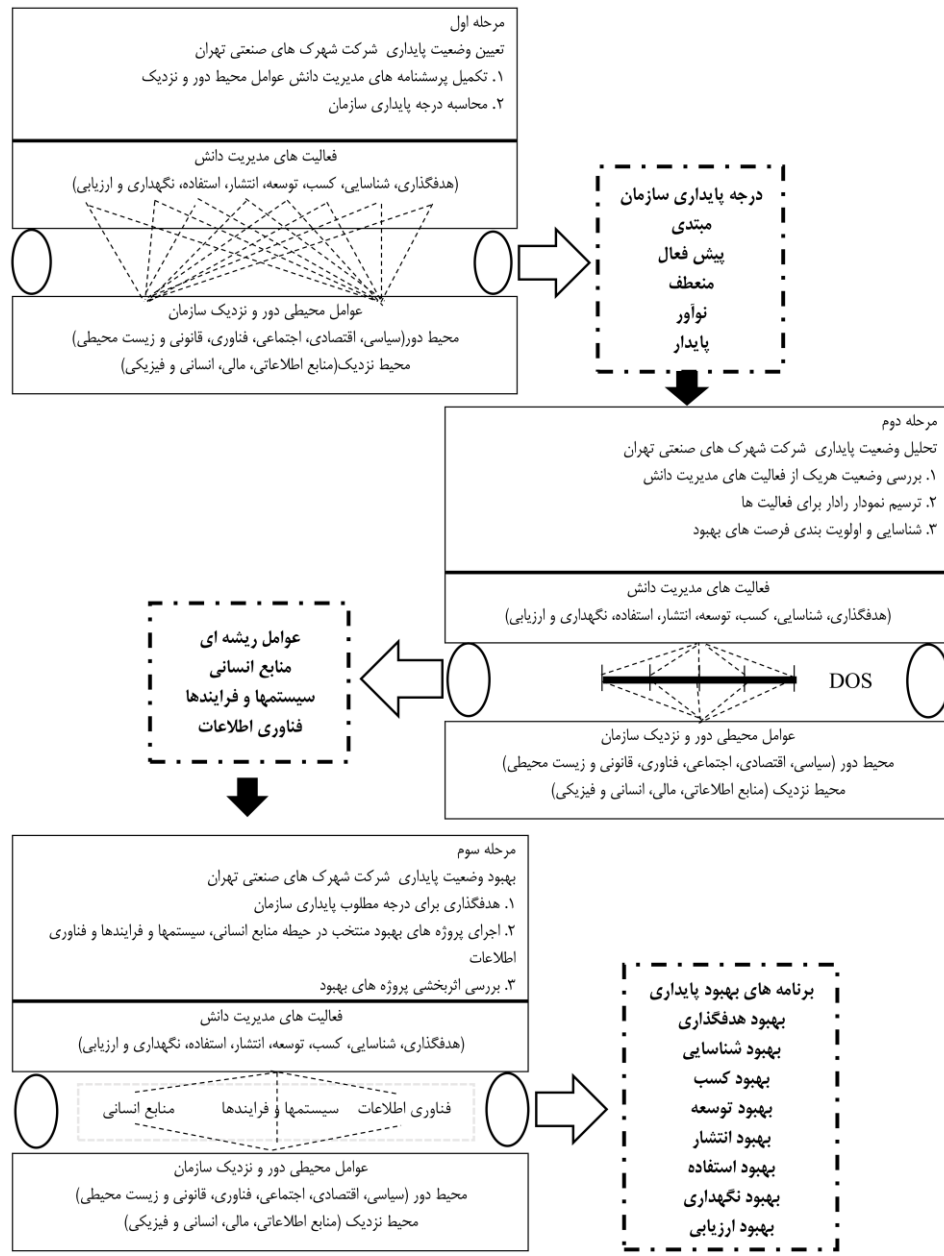 مرحله اول
تعیین وضعیت پایداری شرکت شهرک های صنعتی تهران
۱. تکمیل پرسشنامه های مدیریت دانش عوامل محیط دور و نزدیک
۲. محاسبه درجه پایداری سازمان
فعالیت های مدیریت دانش
(هدفگذاری، شناسایی، کسب، توسعه، انتشار، استفاده، نگهداری و ارزیابی)
عوامل محیطی دور و نزدیک سازمان
محیط دور(سیاسی، اقتصادی، اجتماعی، فناوری، قانونی و زیست محیطی)
محیط نزدیک(منابع اطلاعاتی، مالی، انسانی و فیزیکی)
درجه پایداری سازمان
مبتدی
پیش فعال
منعطف
نوآور
پایدار
مرحله دوم
تحلیل وضعیت پایداری شرکت شهرک های صنعتی تهران
۱. بررسی وضعیت هریک از فعالیت های مدیریت دانش
۲. ترسیم نمودار رادار برای فعالیت ها
۳. شناسایی و اولویت بندی فرصت های بهبود
فعالیت های مدیریت دانش
(هدفگذاری، شناسایی، کسب، توسعه، انتشار، استفاده، نگهداری و ارزیابی)
DOS
عوامل محیطی دور و نزدیک سازمان
محیط دور (سیاسی، اقتصادی، اجتماعی، فناوری، قانونی و زیست محیطی)
محیط نزدیک (منابع اطلاعاتی، مالی، انسانی و فیزیکی)
عوامل ریشه ای
منابع انسانی
سیستمها و فرایندها
فناوری اطلاعات
مرحله سوم
بهبود وضعیت پایداری شرکت شهرک های صنعتی تهران
۱. هدفگذاری برای درجه مطلوب پایداری سازمان
۲. اجرای پروژه های بهبود منتخب در حیطه منابع انسانی، سیستمها و فرایندها و فناوری
اطلاعات
۳. بررسی اثربخشی پروژه های بهبود
فعالیت های مدیریت دانش
(هدفگذاری، شناسایی، کسب، توسعه، انتشار، استفاده، نگهداری و ارزیابی)
فناوری اطلاعات سیستمها و فرایندها منابع انسانی
عوامل محیطی دور و نزدیک سازمان
محیط دور (سیاسی، اقتصادی، اجتماعی، فناوری، قانونی و زیست محیطی)
محیط نزدیک (منابع اطلاعاتی، مالی، انسانی و فیزیکی)
برنامه های بهبود پایداری
بهبود هدفگذاری
بهبود شناسایی
بهبود کسب
بهبود توسعه
بهبود انتشار
بهبود استفاده
بهبود نگهداری
بهبود ارزیابی